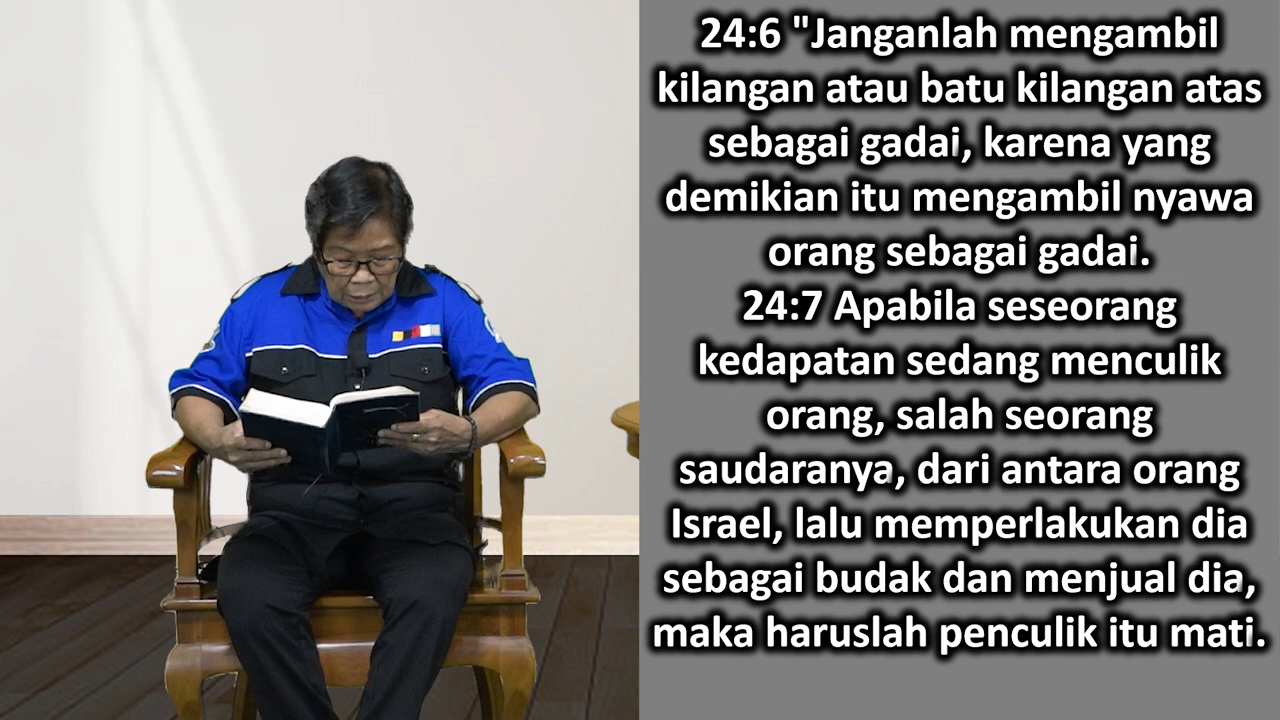 24:6 "Janganlah mengambil
kilangan atau batu kilangan atas
sebagai gadai, karena yang
demikian itu mengambil nyawa
orang sebagai gadai.
24:7 Apabila seseorang
kedapatan sedang menculik
orang, salah seorang
saudaranya, dari antara orang
Israel, lalu memperlakukan dia
sebagai budak dan menjual dia,
maka haruslah penculik itu mati.